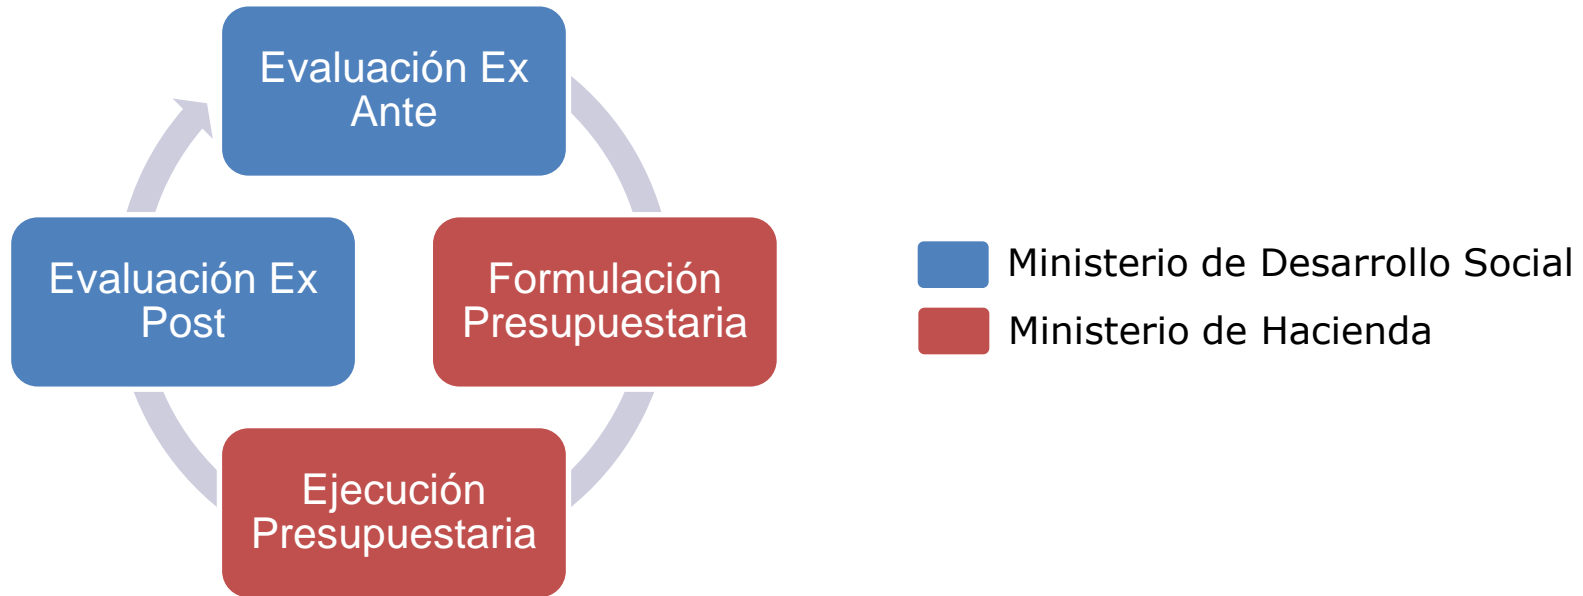 Evaluación Ex
Ante
Evaluación Ex
Post
Formulación
Presupuestaria
Ejecución
Presupuestaria
Ministerio de Desarrollo Social
Ministerio de Hacienda